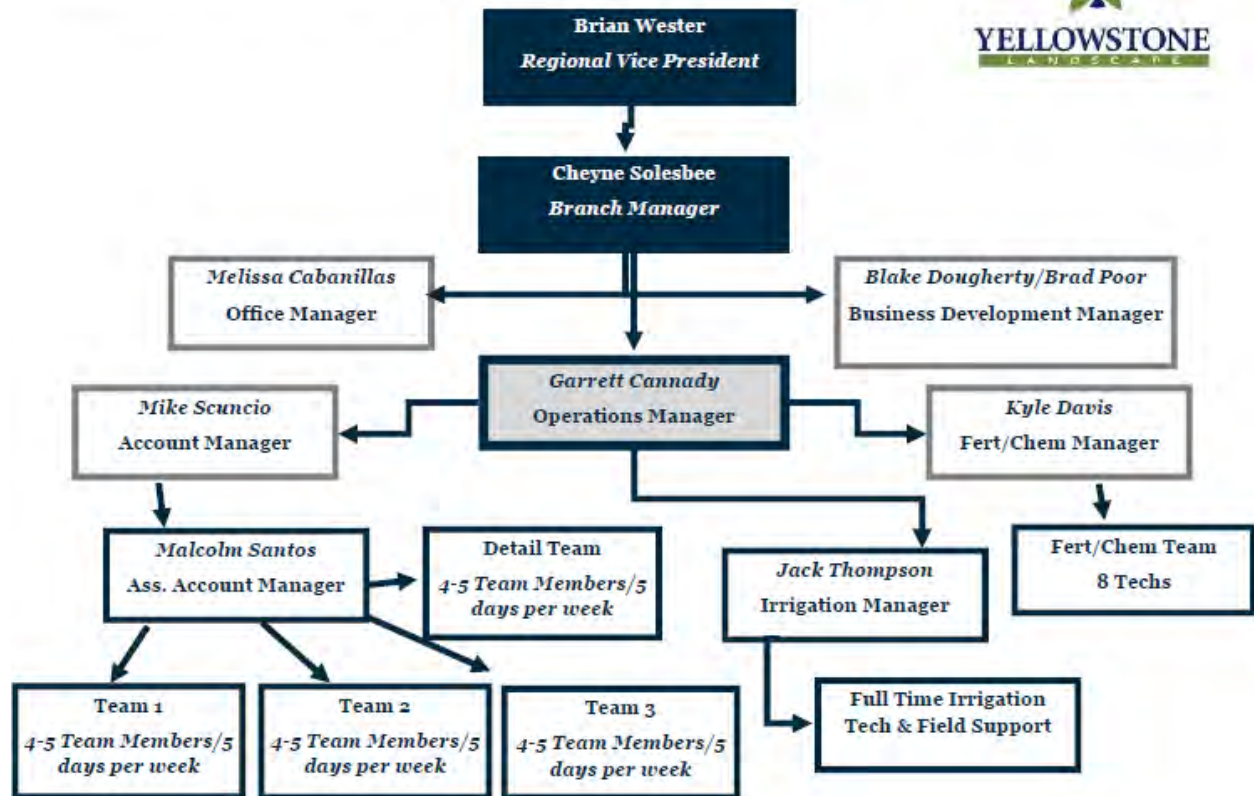 Brian Wester
Regional Vice President
YELLOWSTONE
LANDSCAPE
Cheyne Solesbee
Branch Manager
Melissa Cabanillas
Office Manager
Blake Dougherty/Brad Poor
Business Development Manager
Garrett Cannady
Operations Manager
Mike Scuncio
Account Manager
Kyle Davis
Fert/Chem Manager
Malcolm Santos
Ass. Account Manager
Detail Team
4-5 Team Members/5
days per week
Jack Thompson
Irrigation Manager
Fert/Chem Team
8 Techs
Team 1
4-5 Team Members/5
days per week
Team 2
4-5 Team Members/5
days per week
Team 3
4-5 Team Members/5
days per week
Full Time Irrigation
Tech & Field Support